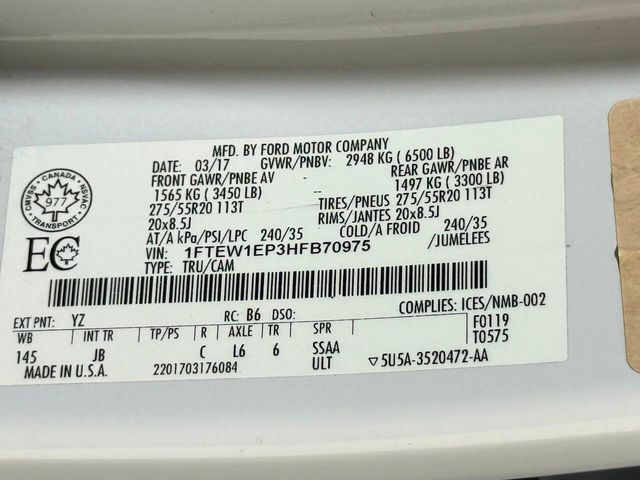 MFD. BY FORD MOTOR COMPANY
DATE: 03/17 GVWR/PNBV: 2948 KG ( 6500 LB)
FRONT GAWR/PNBE AV REAR GAWR/PNBE AR
1565 KG ( 3450 LB) 1497 KG ( 3300 LB)
275/55R20 113T TIRES/PNEUS 275/55R20 113T
20x8.5J RIMS/JANTES 20x8.5J
AT/A kPa/PSI/LPC 240/35 COLD/A FROID 240/35
VIN: 1FTEW1EP3HFB70975 /JUMELEES
TYPE: TRU/CAM
CANADA
CMVSS NSVAC
977
TRANSPORT
EC
EXT PNT: YZ RC: B6 DSO: COMPLIES: ICES/NMB-002
WB INT TR TP/PS R AXLE TR SPR F0119
145 JB C L6 6 SSAA T0575
MADE IN U.S.A. 2201703176084 ULT ▽5U5A-3520472-AA